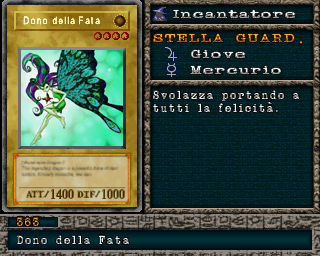 Dono della Fata
ATT/1400 DIF/1000
Incantatore
STELLA GUARD.
Giove
Mercurio
Svolazza portando a
tutti la felicità.
363
Dono della Fata